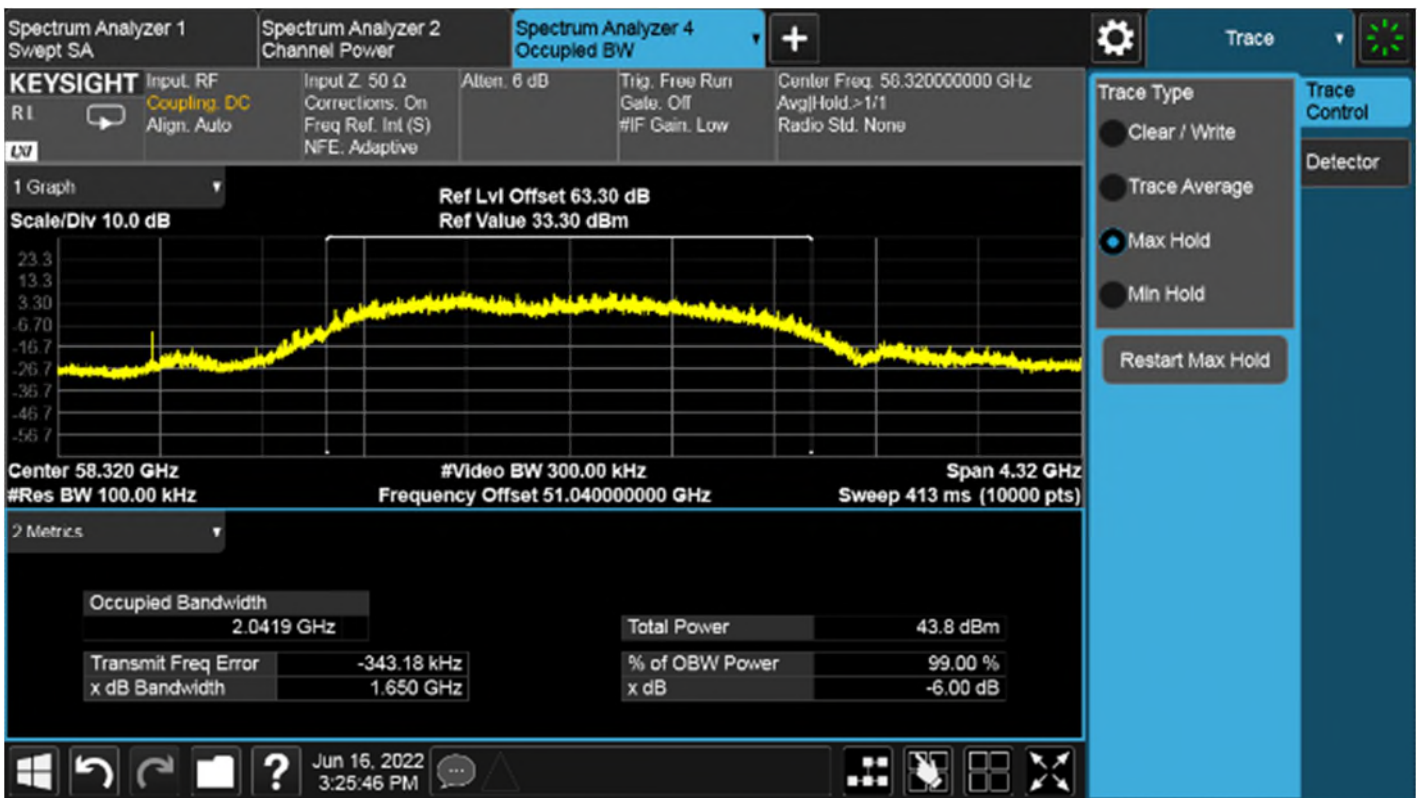 Spectrum Analyzer 1
Swept SA
Spectrum Analyzer 2
Channel Power
Spectrum Analyzer 4
Occupied BW
Trace
KEYSIGHT
Input: RF
Coupling: DC
Align: Auto
Input Z: 50 Ω
Corrections: On
Freq Ref: Int (S)
NFE: Adaptive
Atten: 6 dB
Trig: Free Run
Gate: Off
#IF Gain: Low
Center Freq: 58.320000000 GHz
Avg|Hold:>1/1
Radio Std: None
1 Graph
Scale/Div 10.0 dB
Ref Lvl Offset 63.30 dB
Ref Value 33.30 dBm
23.3
13.3
3.30
-6.70
-16.7
-26.7
-36.7
-46.7
-56.7
Center 58.320 GHz
#Res BW 100.00 kHz
#Video BW 300.00 kHz
Frequency Offset 51.040000000 GHz
Span 4.32 GHz
Sweep 413 ms (10000 pts)
2 Metrics
Occupied Bandwidth
2.0419 GHz
Transmit Freq Error -343.18 kHz
x dB Bandwidth 1.650 GHz
Total Power 43.8 dBm
% of OBW Power 99.00 %
x dB -6.00 dB
Jun 16, 2022
3:25:46 PM
Trace Type
Clear / Write
Trace Average
Max Hold
Min Hold
Restart Max Hold
Trace
Control
Detector